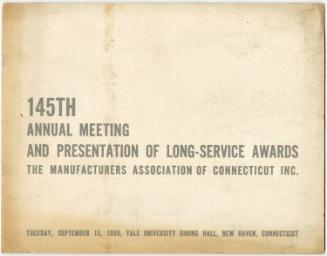 145TH
ANNUAL MEETING
AND PRESENTATION OF LONG-SERVICE AWARDS
THE MANUFACTURERS ASSOCIATION OF CONNECTICUT INC.
TUESDAY, SEPTEMBER 13, 1960, YALE UNIVERSITY DINING HALL, NEW HAVEN, CONNECTICUT